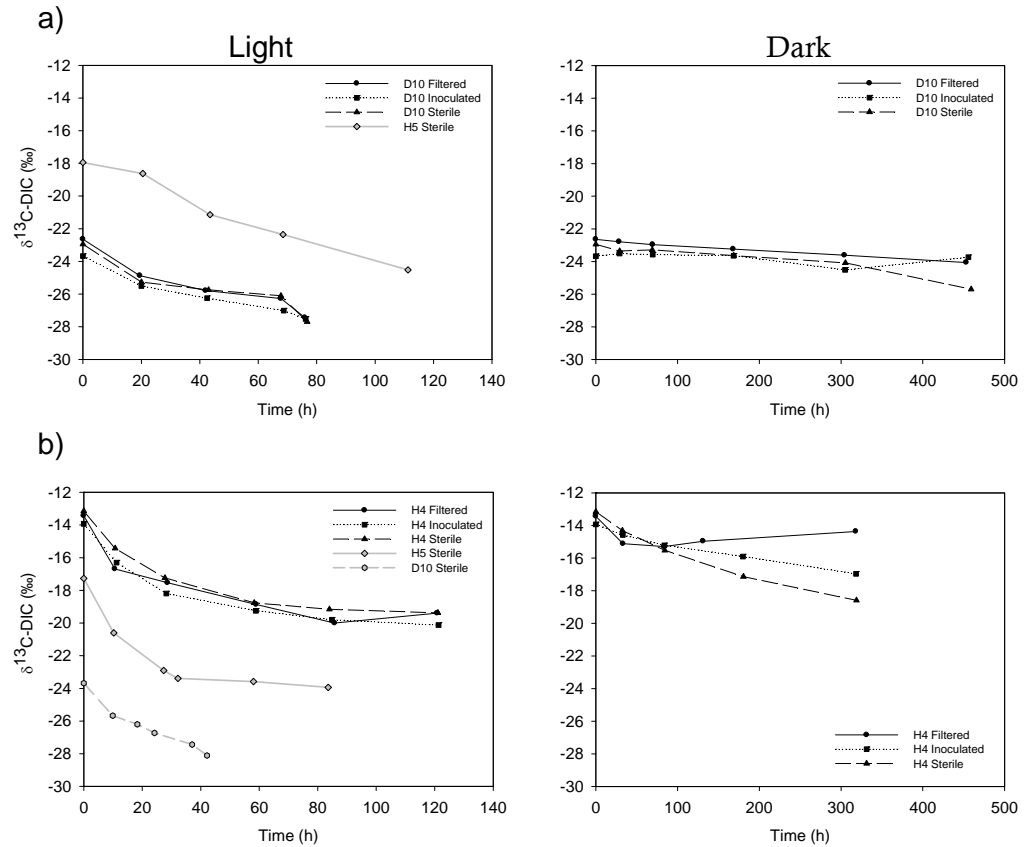 a)
Light
Dark
-12
-14
-16
-18
-20
-22
-24
-26
-28
-30
δ13C-DIC (‰)
D10 Filtered
D10 Inoculated
D10 Sterile
H5 Sterile
0 20 40 60 80 100 120 140
Time (h)
-12
-14
-16
-18
-20
-22
-24
-26
-28
-30
D10 Filtered
D10 Inoculated
D10 Sterile
0 100 200 300 400 500
Time (h)
b)
-12
-14
-16
-18
-20
-22
-24
-26
-28
-30
δ13C-DIC (‰)
H4 Filtered
H4 Inoculated
H4 Sterile
H5 Sterile
D10 Sterile
0 20 40 60 80 100 120 140
Time (h)
-12
-14
-16
-18
-20
-22
-24
-26
-28
-30
H4 Filtered
H4 Inoculated
H4 Sterile
0 100 200 300 400 500
Time (h)